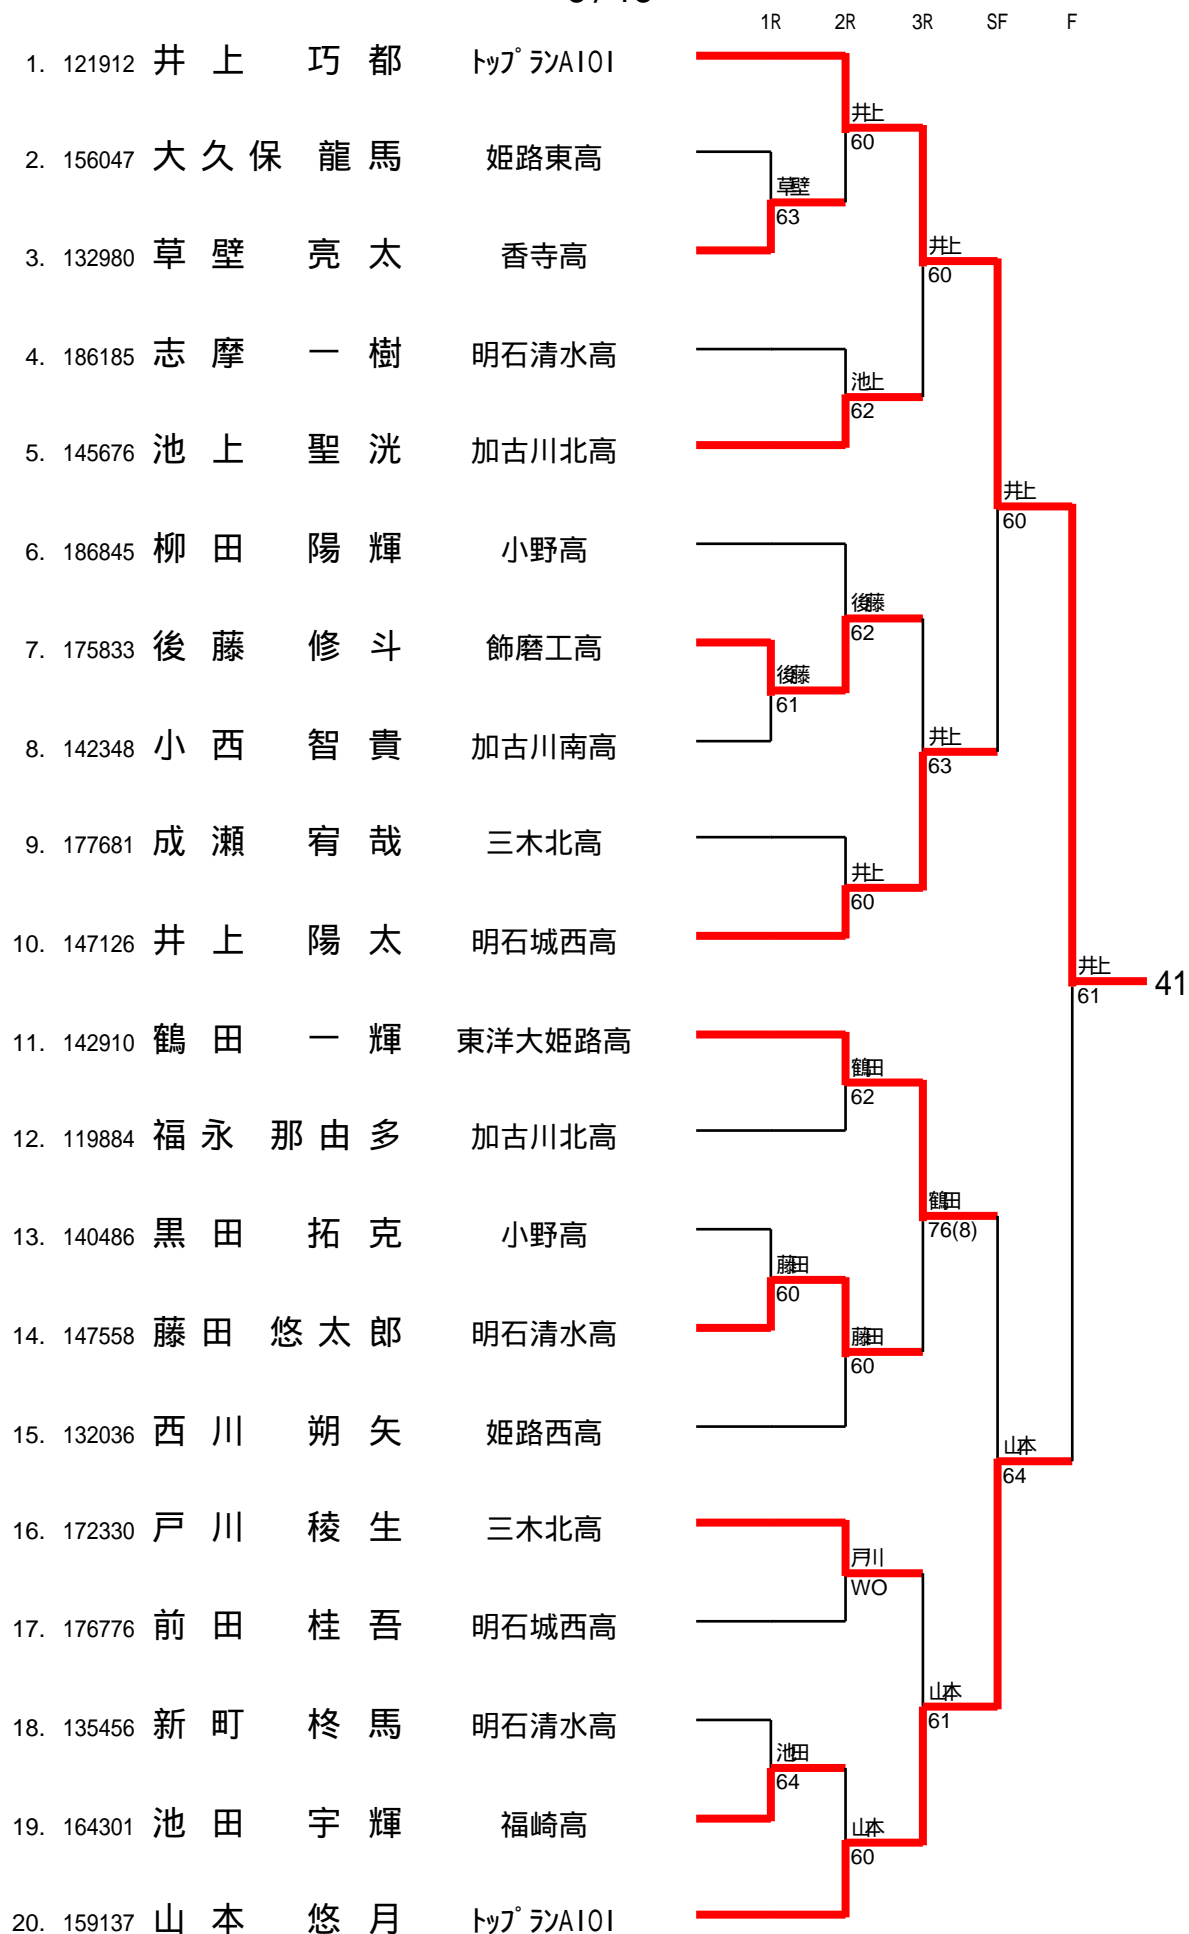 1R 2R 3R SF F
1. 121912 井上 巧都 トップランAIOI
井上
60
2. 156047 大久保 龍馬 姫路東高
草壁
63
3. 132980 草壁 亮太 香寺高
井上
60
4. 186185 志摩 一樹 明石清水高
池上
62
5. 145676 池上 聖洸 加古川北高
井上
60
6. 186845 柳田 陽輝 小野高
後藤
62
7. 175833 後藤 修斗 飾磨工高
後藤
61
8. 142348 小西 智貴 加古川南高
井上
63
9. 177681 成瀬 宥哉 三木北高
井上
60
10. 147126 井上 陽太 明石城西高
井上
61
41
11. 142910 鶴田 一輝 東洋大姫路高
鶴田
62
12. 119884 福永 那由多 加古川北高
鶴田
76(8)
13. 140486 黒田 拓克 小野高
藤田
60
14. 147558 藤田 悠太郎 明石清水高
藤田
60
15. 132036 西川 朔矢 姫路西高
山本
64
16. 172330 戸川 稜生 三木北高
戸川
WO
17. 176776 前田 桂吾 明石城西高
山本
61
18. 135456 新町 柊馬 明石清水高
池田
64
19. 164301 池田 宇輝 福崎高
山本
60
20. 159137 山本 悠月 トップランAIOI